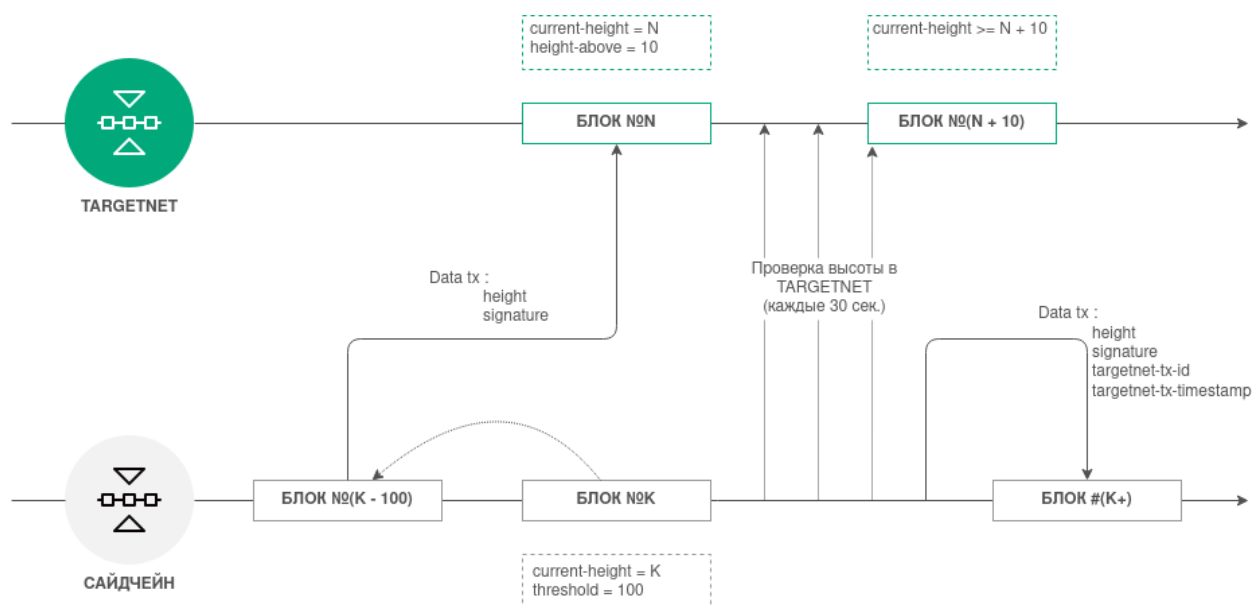 current-height = N
height-above = 10
current-height >= N + 10
БЛОК №N
БЛОК №(N + 10)
TARGETNET
Data tx :
height
signature
Проверка высоты в
TARGETNET
(каждые 30 сек.)
Data tx :
height
signature
targetnet-tx-id
targetnet-tx-timestamp
БЛОК №(K - 100)
БЛОК №K
БЛОК #(K+)
САЙДЧЕЙН
current-height = K
threshold = 100